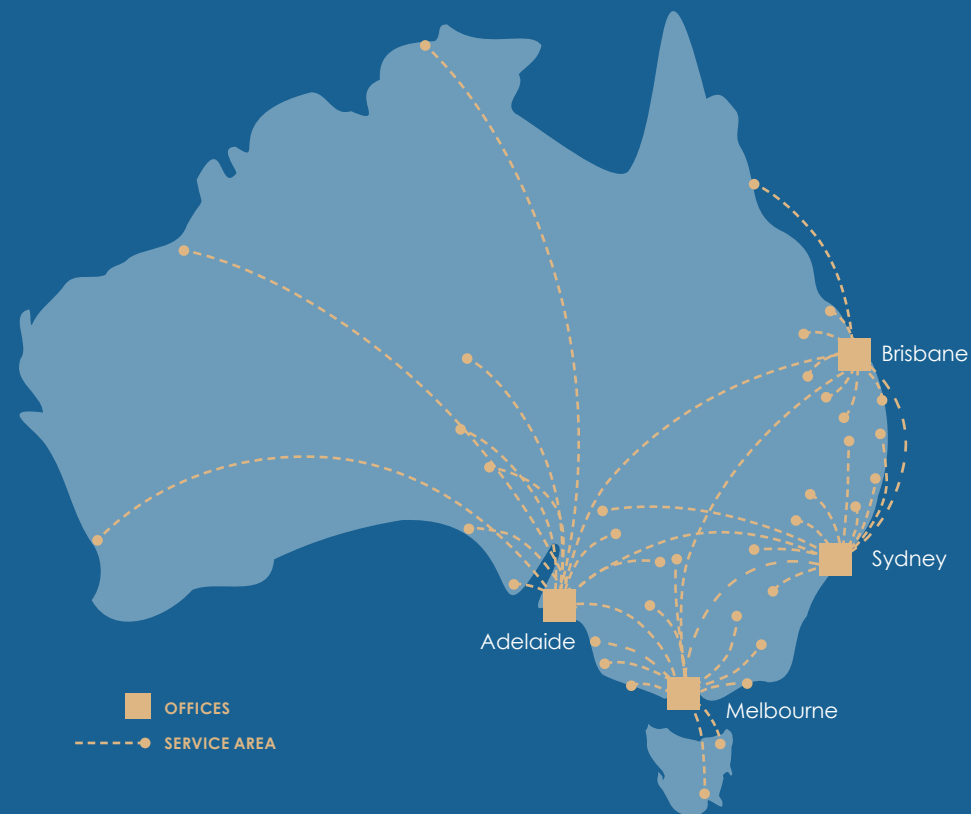 Brisbane
Sydney
Adelaide
Melbourne
OFFICES
SERVICE AREA